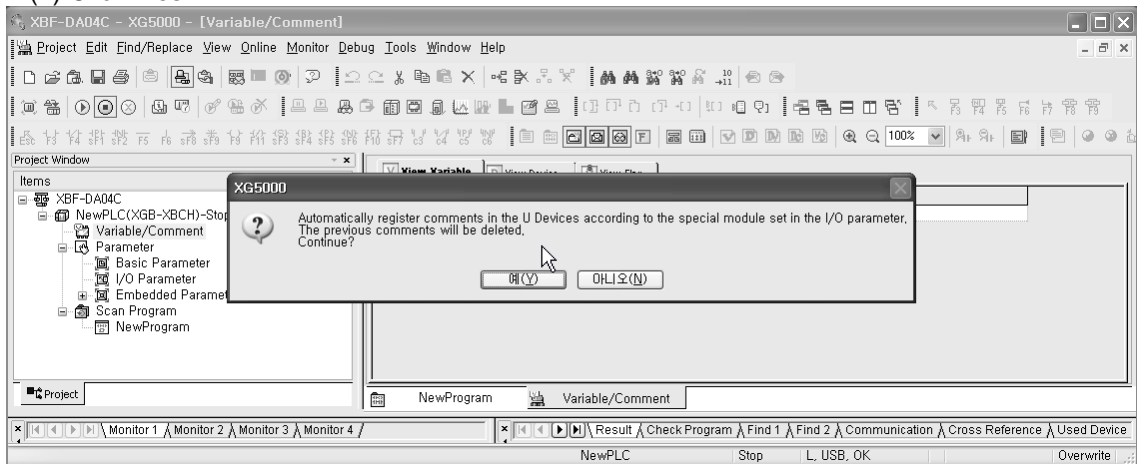 XBF-DA04C - XG5000 - [Variable/Comment]
Project Edit Find/Replace View Online Monitor Debug Tools Window Help
100%
Project Window
Items
XBF-DA04C
NewPLC(XGB-XBCH)-Stop
Variable/Comment
Parameter
Basic Parameter
I/O Parameter
Embedded Paramet
Scan Program
NewProgram
View Variable
XG5000
Automatically register comments in the U Devices according to the special module set in the I/O parameter,
The previous comments will be deleted,
Continue?
예(Y) 아니오(N)
Project
NewProgram Variable/Comment
Monitor 1 Monitor 2 Monitor 3 Monitor 4
Result Check Program Find 1 Find 2 Communication Cross Reference Used Device
NewPLC Stop L, USB, OK Overwrite